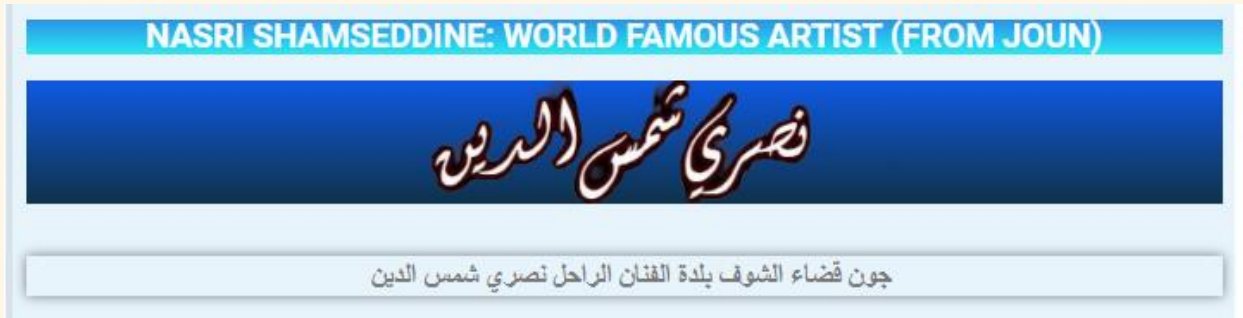 NASRI SHAMSEDDINE: WORLD FAMOUS ARTIST (FROM JOUN)
نصري شمس الدين
جون قضاء الشوف بلدة الفنان الراحل نصري شمس الدين